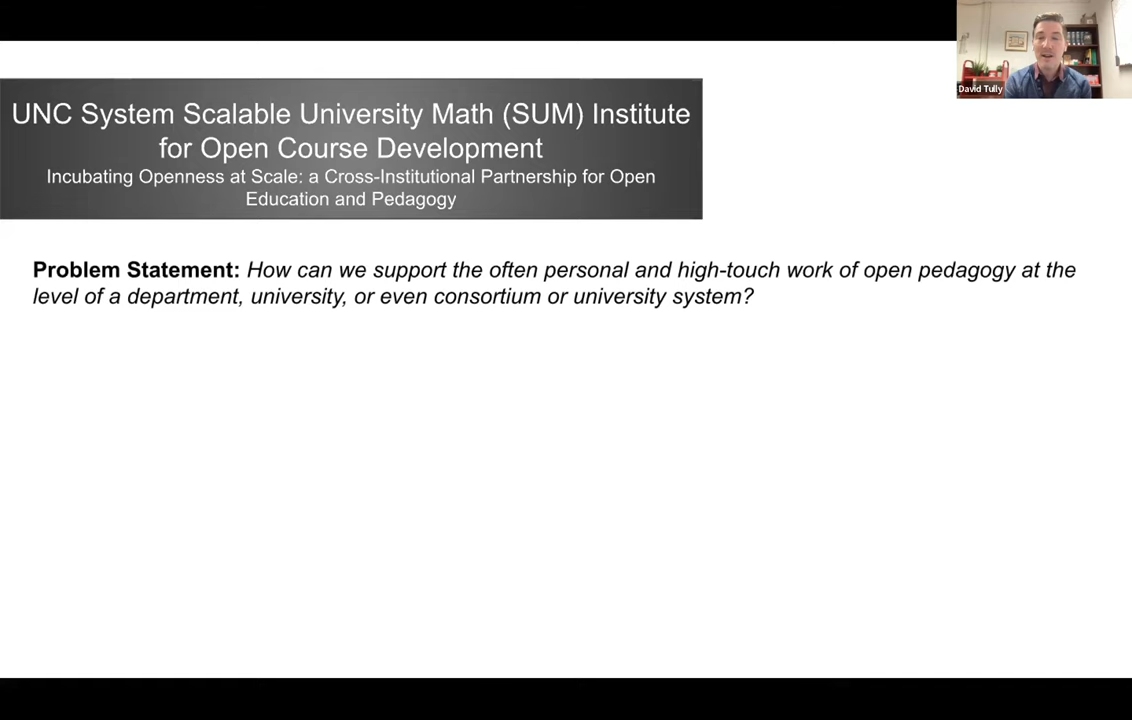 David Tully
UNC System Scalable University Math (SUM) Institute
for Open Course Development
Incubating Openness at Scale: a Cross-Institutional Partnership for Open
Education and Pedagogy
Problem Statement: How can we support the often personal and high-touch work of open pedagogy at the
level of a department, university, or even consortium or university system?